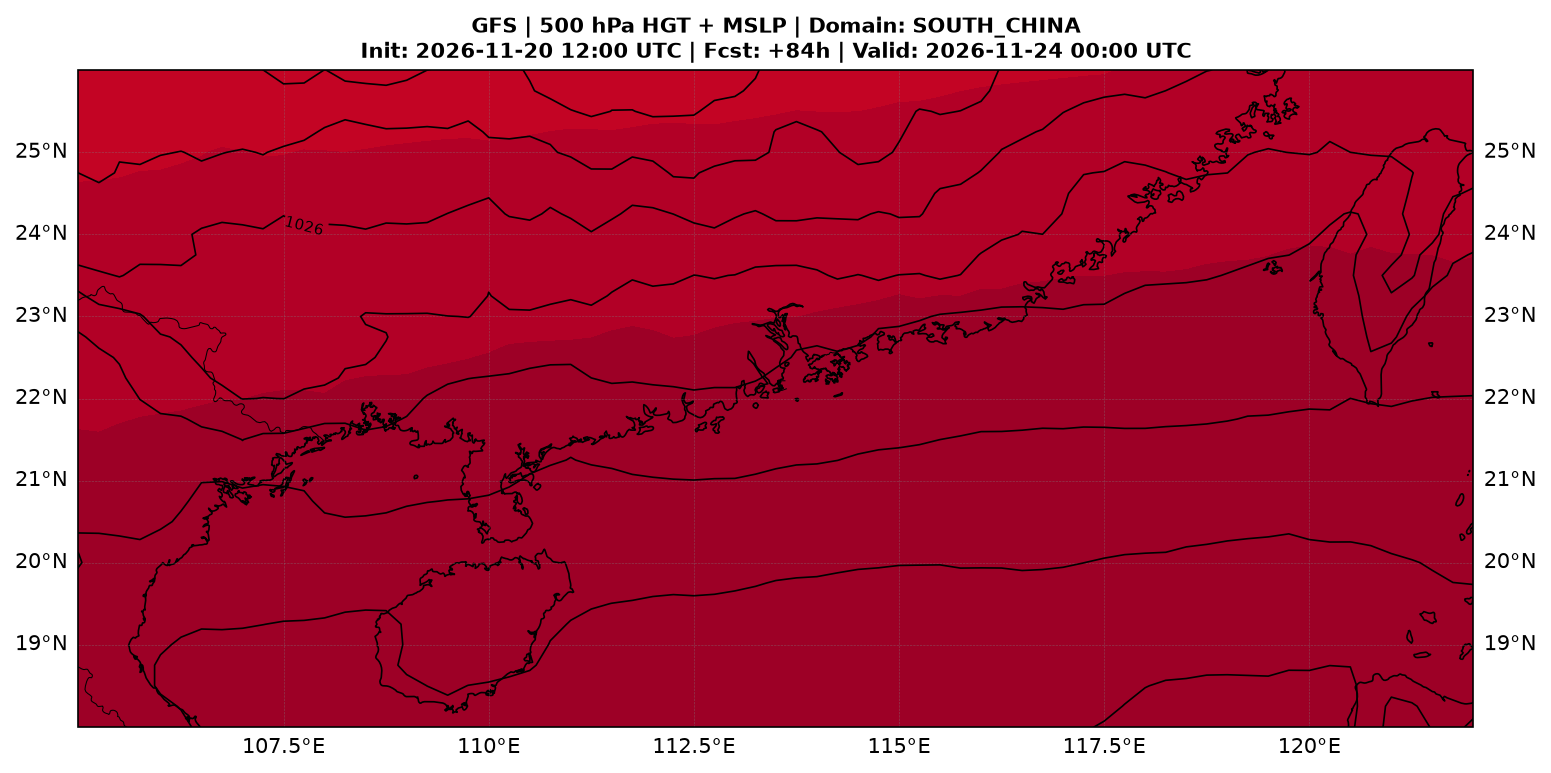 GFS | 500 hPa HGT + MSLP | Domain: SOUTH_CHINA
Init: 2026-11-20 12:00 UTC | Fcst: +84h | Valid: 2026-11-24 00:00 UTC
25°N 25°N
24°N 1026 24°N
23°N 23°N
22°N 22°N
21°N 21°N
20°N 20°N
19°N 19°N
107.5°E 110°E 112.5°E 115°E 117.5°E 120°E